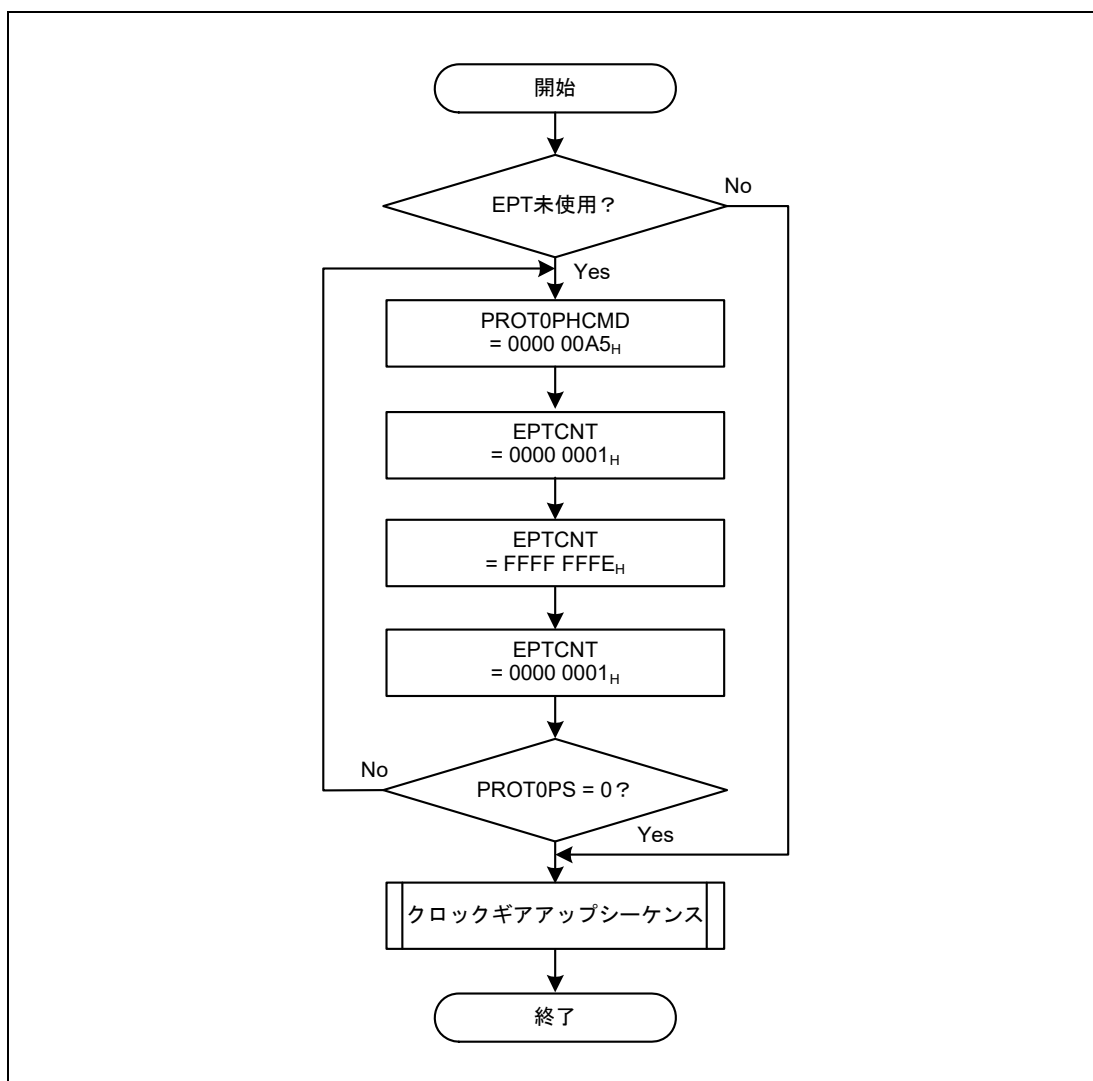 開始
EPT未使用？
No
Yes
PROT0PHCMD
= 0000 00A5H
EPTCNT
= 0000 0001H
EPTCNT
= FFFF FFFEH
EPTCNT
= 0000 0001H
No
PROT0PS = 0？
Yes
クロックギアアップシーケンス
終了